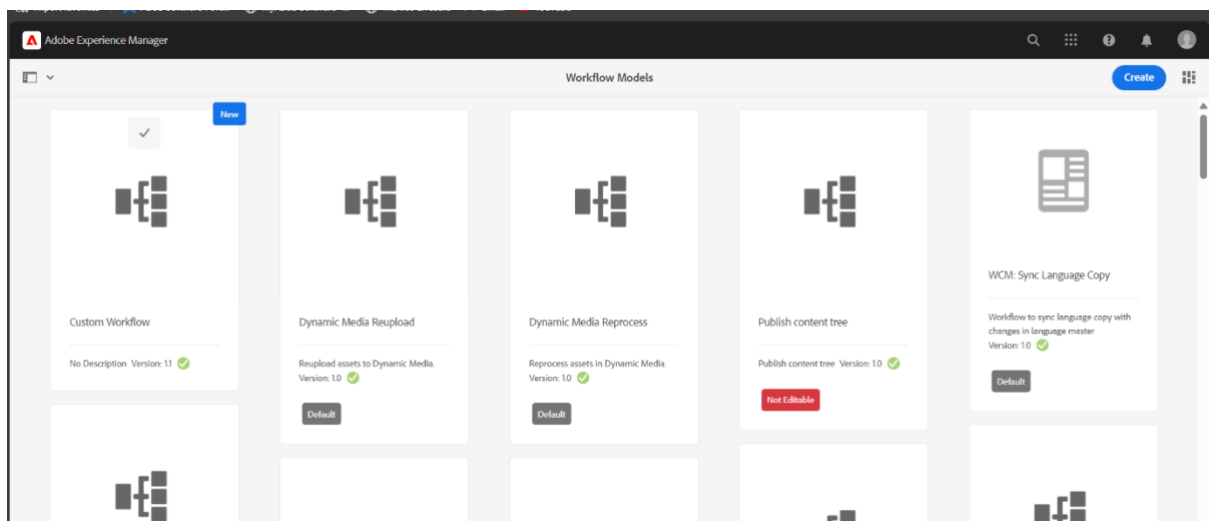 Adobe Experience Manager
Workflow Models
Create
New
Custom Workflow
No Description Version: 1.1
Dynamic Media Reupload
Reupload assets to Dynamic Media.
Version: 1.0
Default
Dynamic Media Reprocess
Reprocess assets in Dynamic Media.
Version: 1.0
Default
Publish content tree
Publish content tree Version: 1.0
Not Editable
WCM: Sync Language Copy
Workflow to sync language copy with
changes in language master
Version: 1.0
Default